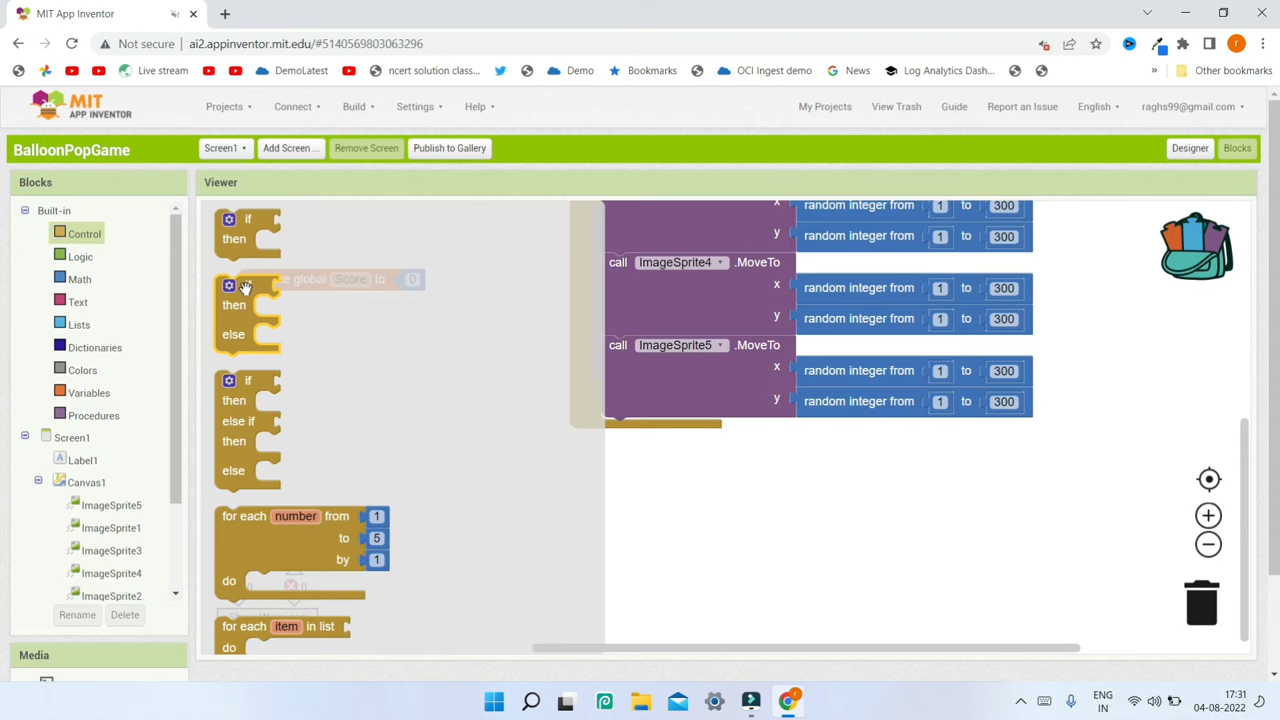 MIT App Inventor
Not secure ai2.appinventor.mit.edu/#5140569803063296
Live stream DemoLatest ncert solution class... Demo Bookmarks OCI Ingest demo News Log Analytics Dash... » Other bookmarks
MIT
APP INVENTOR
Projects Connect Build Settings Help My Projects View Trash Guide Report an Issue English raghs99@gmail.com
BalloonPopGame Screen1 Add Screen ... Remove Screen Publish to Gallery Designer Blocks
Blocks Viewer
Built-in
Control
Logic
Math
Text
Lists
Dictionaries
Colors
Variables
Procedures
Screen1
Label1
Canvas1
ImageSprite5
ImageSprite1
ImageSprite3
ImageSprite4
ImageSprite2
Rename Delete
Media
if
then
global Score to 0
then
else
if
then
else if
then
else
for each number from 1
to 5
by 1
do
0 0
for each item in list
do
x random integer from 1 to 300
y random integer from 1 to 300
call ImageSprite4 .MoveTo
x random integer from 1 to 300
y random integer from 1 to 300
call ImageSprite5 .MoveTo
x random integer from 1 to 300
y random integer from 1 to 300
ENG
IN
17:31
04-08-2022